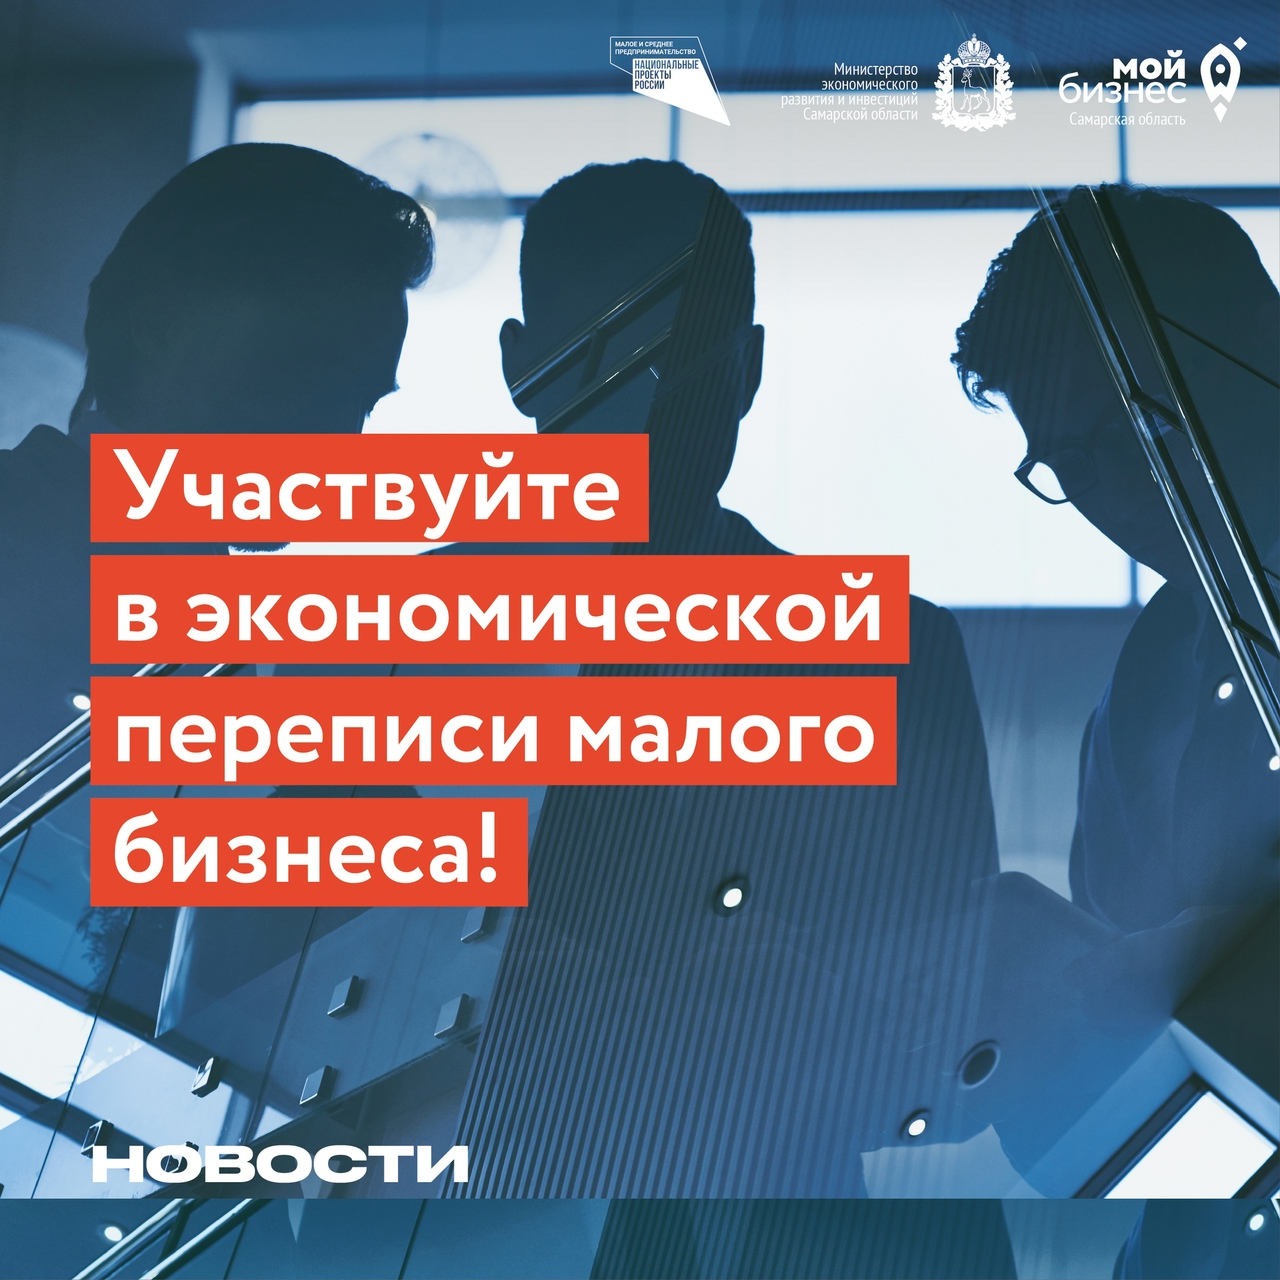 МАЛОЕ И СРЕДНЕЕ
ПРЕДПРИНИМАТЕЛЬСТВО
НАЦИОНАЛЬНЫЕ
ПРОЕКТЫ
РОССИИ
Министерство
экономического
развития и инвестиций
Самарской области
мой
бизнес
Самарская область
Участвуйте
в экономической
переписи малого
бизнеса!
НОВОСТИ